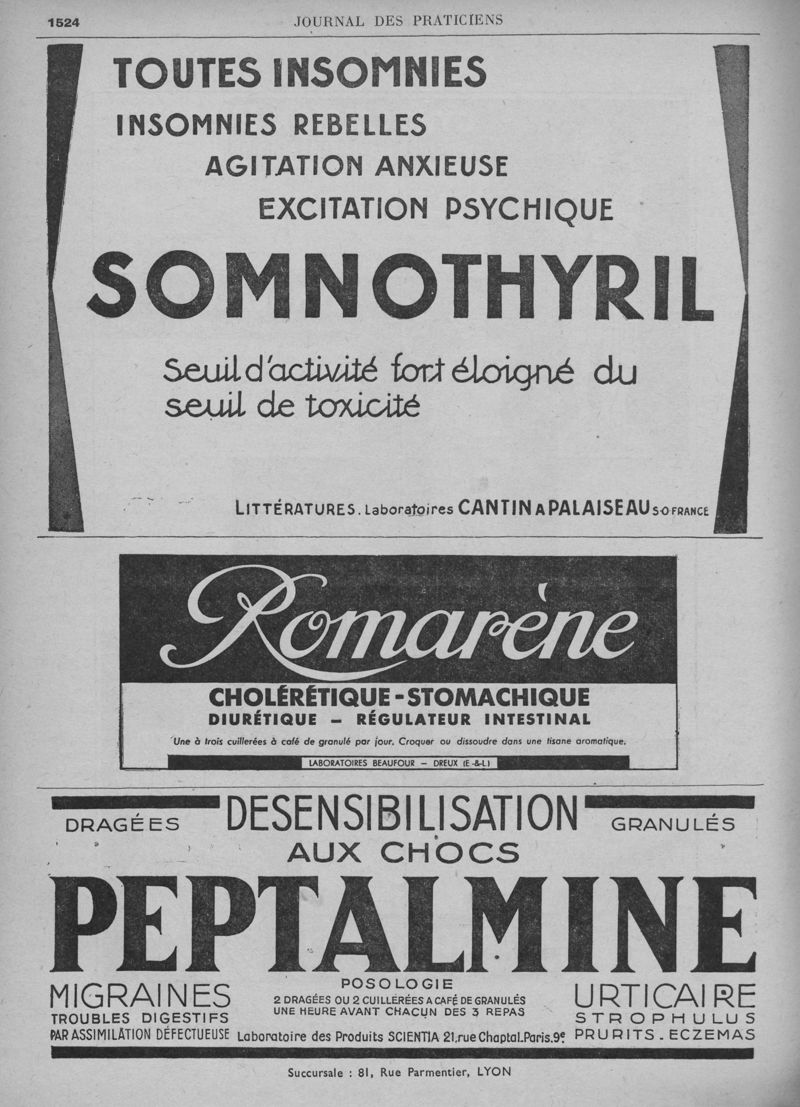 1524
JOURNAL DES PRATICIENS
TOUTES INSOMNIES
INSOMNIES REBELLES
AGITATION ANXIEUSE
EXCITATION PSYCHIQUE
SOMNOTHYRIL
Seuil d'activité fort éloigné du
seuil de toxicité
LITTÉRATURES. Laboratoires CANTIN A PALAISEAU S.O. FRANCE
Romarène
CHOLÉRÉTIQUE - STOMACHIQUE
DIURÉTIQUE — RÉGULATEUR INTESTINAL
Une à trois cuillerées à café de granulé par jour. Croquer ou dissoudre dans une tisane aromatique.
LABORATOIRES BEAUFOUR — DREUX (E.-&-L.)
DRAGÉES
DESENSIBILISATION
GRANULÉS
AUX CHOCS
PEPTALMINE
MIGRAINES
TROUBLES DIGESTIFS
PAR ASSIMILATION DÉFECTUEUSE
POSOLOGIE
2 DRAGÉES OU 2 CUILLERÉES A CAFÉ DE GRANULÉS
UNE HEURE AVANT CHACUN DES 3 REPAS
Laboratoire des Produits SCIENTIA 21, rue Chaptal. Paris. 9e
URTICAIRE
STROPHULUS
PRURITS . ECZEMAS
Succursale : 81, Rue Parmentier, LYON